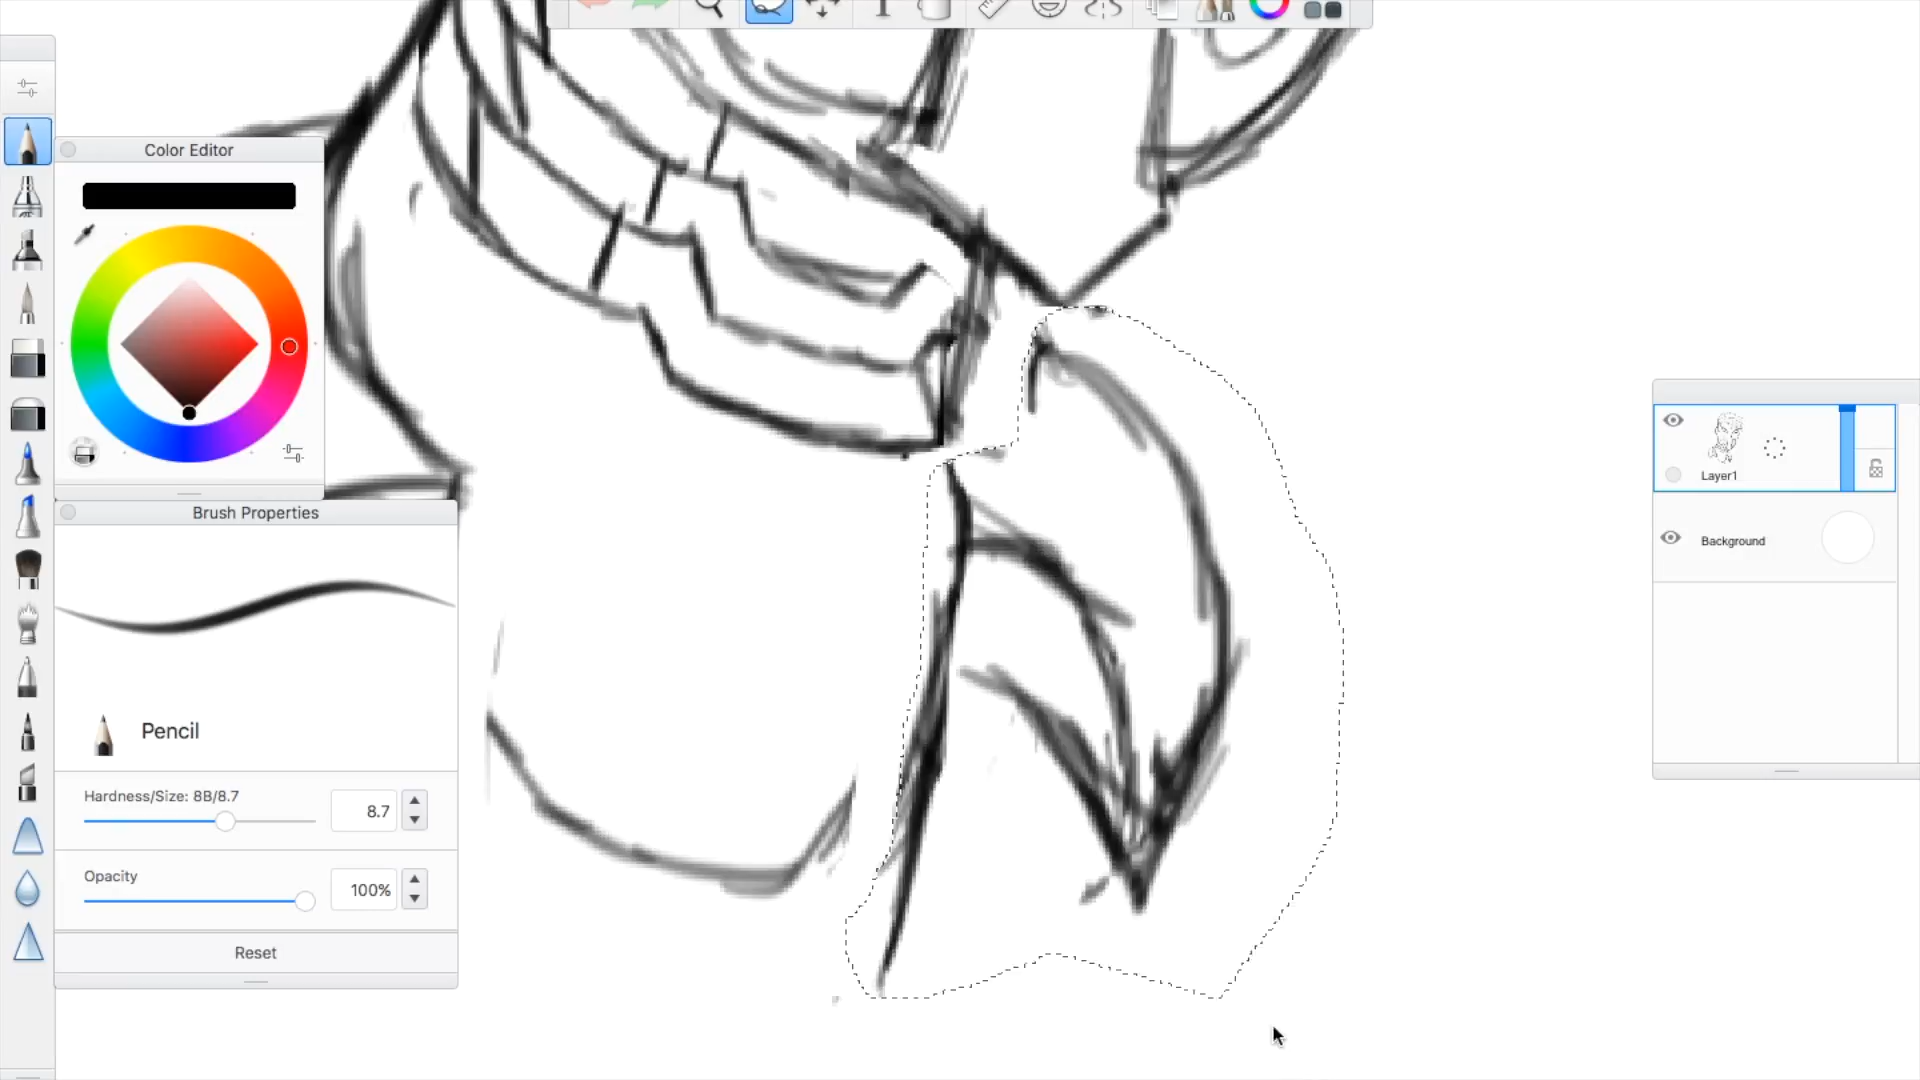 Color Editor
Brush Properties
Pencil
Hardness/Size: 8B/8.7
8.7
Opacity
100%
Reset
Layer1
Background